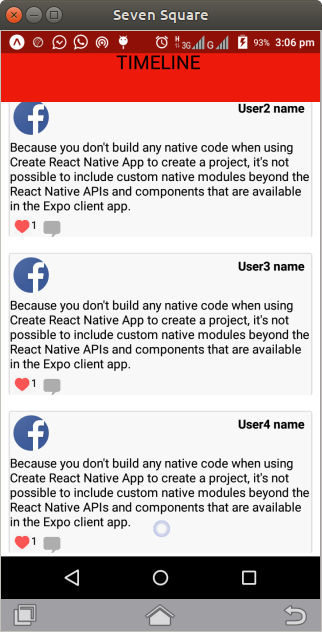 Seven Square
H 3G G 93% 3:06 pm
TIMELINE
User2 name
Because you don't build any native code when using
Create React Native App to create a project, it's not
possible to include custom native modules beyond the
React Native APIs and components that are available
in the Expo client app.
1
User3 name
Because you don't build any native code when using
Create React Native App to create a project, it's not
possible to include custom native modules beyond the
React Native APIs and components that are available
in the Expo client app.
1
User4 name
Because you don't build any native code when using
Create React Native App to create a project, it's not
possible to include custom native modules beyond the
React Native APIs and components that are available
in the Expo client app.
1